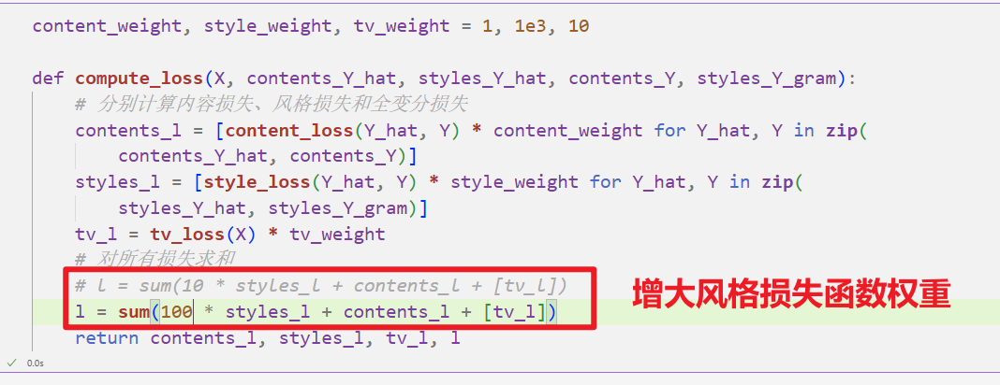 content_weight, style_weight, tv_weight = 1, 1e3, 10
def compute_loss(X, contents_Y_hat, styles_Y_hat, contents_Y, styles_Y_gram):
# 分别计算内容损失、风格损失和全变分损失
contents_l = [content_loss(Y_hat, Y) * content_weight for Y_hat, Y in zip(
contents_Y_hat, contents_Y)]
styles_l = [style_loss(Y_hat, Y) * style_weight for Y_hat, Y in zip(
styles_Y_hat, styles_Y_gram)]
tv_l = tv_loss(X) * tv_weight
# 对所有损失求和
# l = sum(10 * styles_l + contents_l + [tv_l])
l = sum(100 * styles_l + contents_l + [tv_l])
增大风格损失函数权重
return contents_l, styles_l, tv_l, l
0.0s